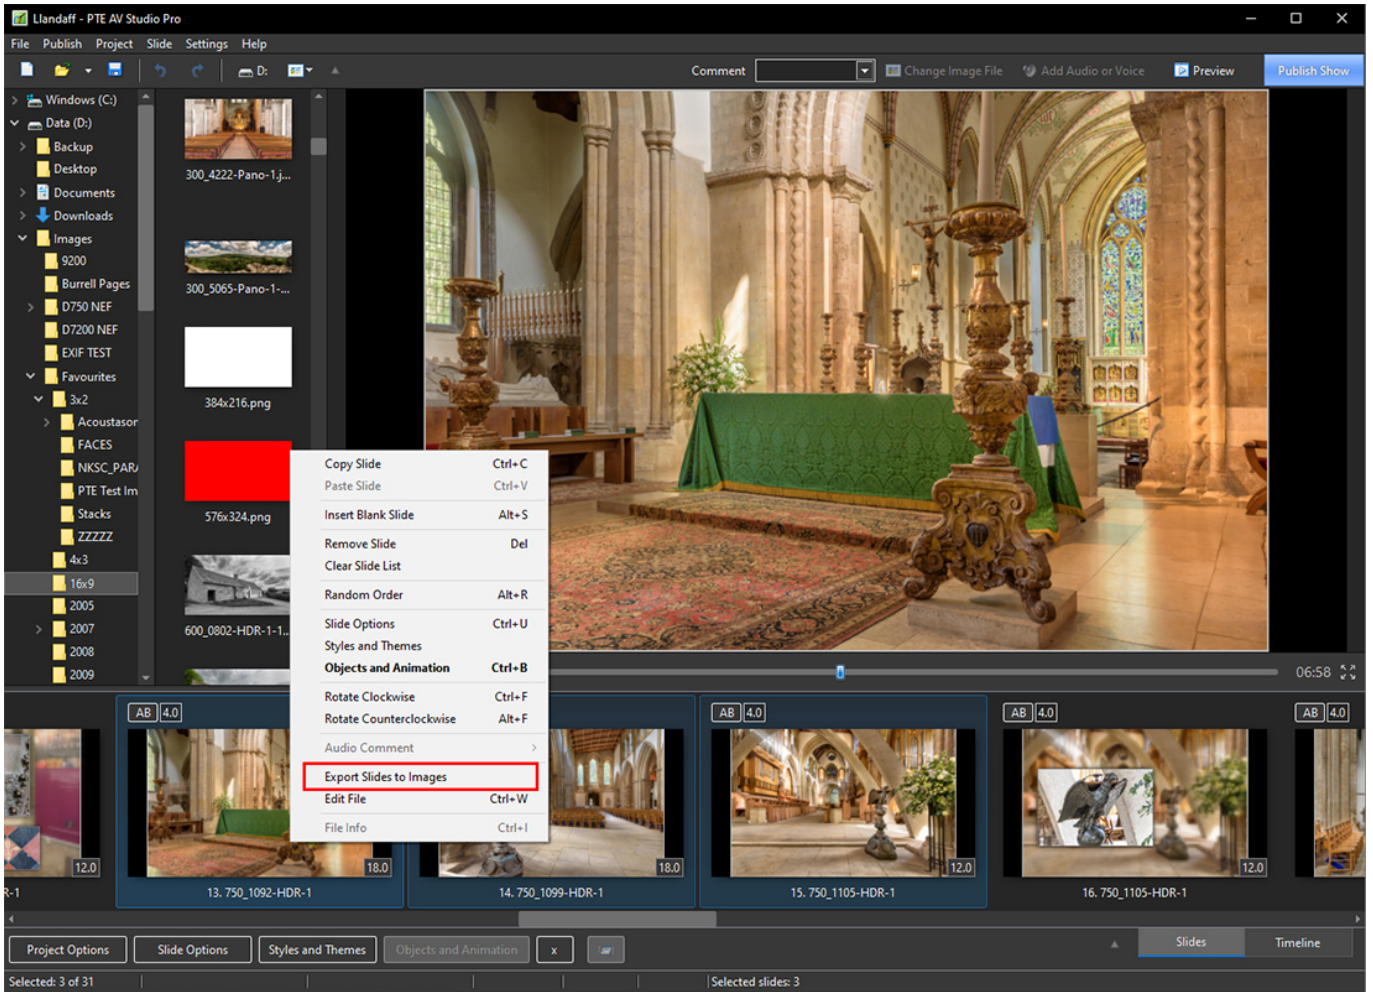 Llandaff - PTE AV Studio Pro
File Publish Project Slide Settings Help
D:
Comment Change Image File Add Audio or Voice Preview Publish Show
Windows (C:)
Data (D:)
Backup
Desktop
Documents
Downloads
Images
9200
Burrell Pages
D750 NEF
D7200 NEF
EXIF TEST
Favourites
3x2
Acoustasor
FACES
NKSC_PAR
PTE Test Im
Stacks
ZZZZZ
4x3
16x9
2005
2007
2008
2009
300_4222-Pano-1.j...
300_5065-Pano-1-...
384x216.png
576x324.png
600_0802-HDR-1-1...
Copy Slide Ctrl+C
Paste Slide Ctrl+V
Insert Blank Slide Alt+S
Remove Slide Del
Clear Slide List
Random Order Alt+R
Slide Options Ctrl+U
Styles and Themes
Objects and Animation Ctrl+B
Rotate Clockwise Ctrl+F
Rotate Counterclockwise Alt+F
Audio Comment
Export Slides to Images
Edit File Ctrl+W
File Info Ctrl+I
06:58
AB 4.0
AB 4.0
AB 4.0
AB 4.0
12.0
18.0
18.0
12.0
12.0
R-1
13. 750_1092-HDR-1
14. 750_1099-HDR-1
15. 750_1105-HDR-1
16. 750_1105-HDR-1
Project Options Slide Options Styles and Themes Objects and Animation x
Slides Timeline
Selected: 3 of 31
Selected slides: 3